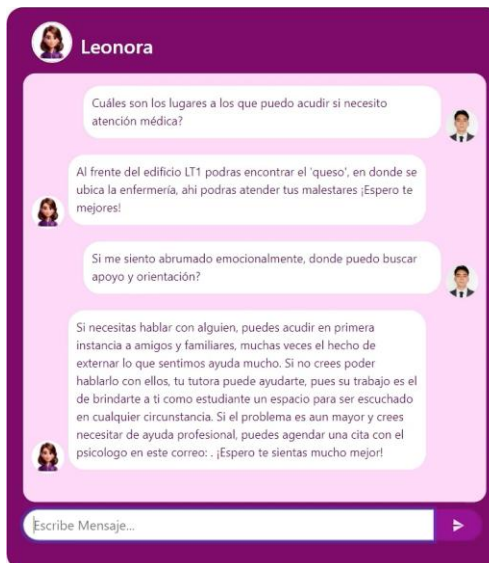 Leonora
Cuáles son los lugares a los que puedo acudir si necesito
atención médica?
Al frente del edificio LT1 podras encontrar el 'queso', en donde se
ubica la enfermería, ahi podras atender tus malestares ¡Espero te
mejores!
Si me siento abrumado emocionalmente, donde puedo buscar
apoyo y orientación?
Si necesitas hablar con alguien, puedes acudir en primera
instancia a amigos y familiares, muchas veces el hecho de
externar lo que sentimos ayuda mucho. Si no crees poder
hablarlo con ellos, tu tutora puede ayudarte, pues su trabajo es el
de brindarte a ti como estudiante un espacio para ser escuchado
en cualquier circunstancia. Si el problema es aun mayor y crees
necesitar de ayuda profesional, puedes agendar una cita con el
psicologo en este correo: . ¡Espero te sientas mucho mejor!
Escribe Mensaje...